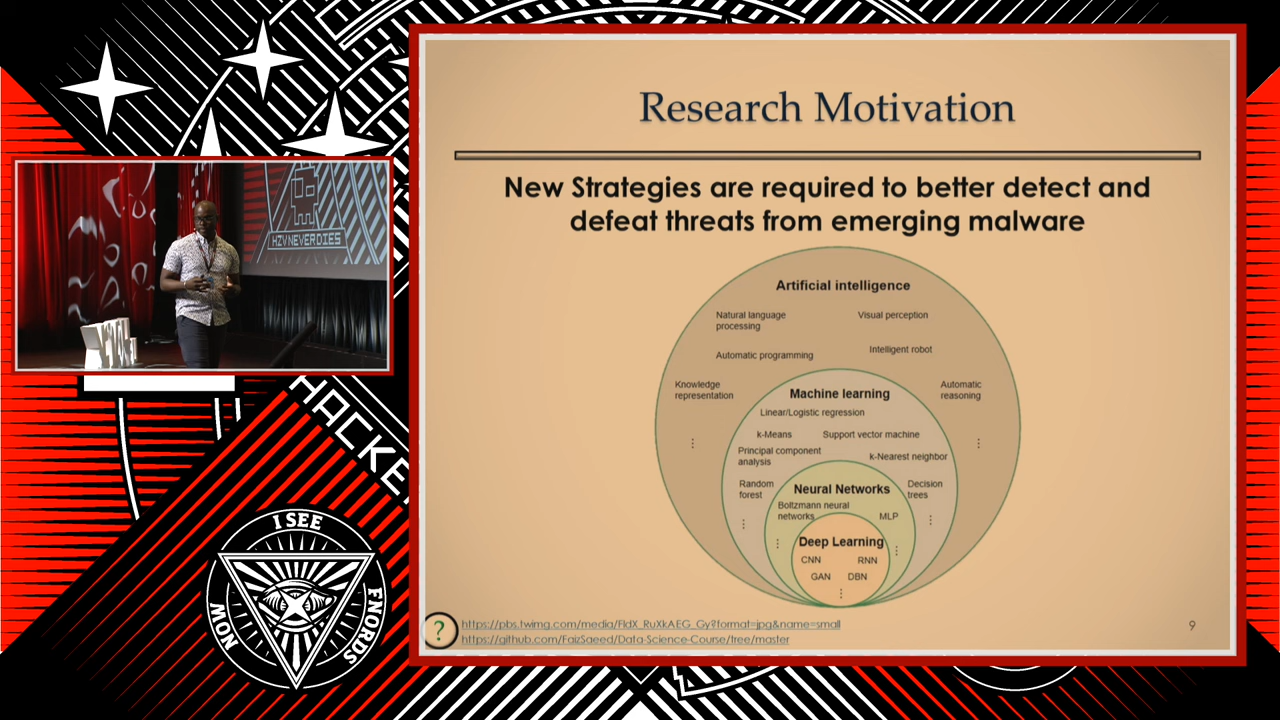 Research Motivation
New Strategies are required to better detect and
defeat threats from emerging malware
Artificial intelligence
Natural language
processing
Visual perception
Automatic programming
Intelligent robot
Knowledge
representation
Automatic
reasoning
Machine learning
Linear/Logistic regression
k-Means
Support vector machine
Principal component
analysis
k-Nearest neighbor
Random
forest
Decision
trees
Neural Networks
Boltzmann neural
networks
MLP
Deep Learning
CNN
RNN
GAN
DBN
?
https://pbs.twimg.com/media/FldX_RuXkAEG_Gy?format=jpg&name=small
https://github.com/FaizSaeed/Data-Science-Course/tree/master
9
HZVNEVERDIES
HACKE
I SEE
FNORDS
NOW